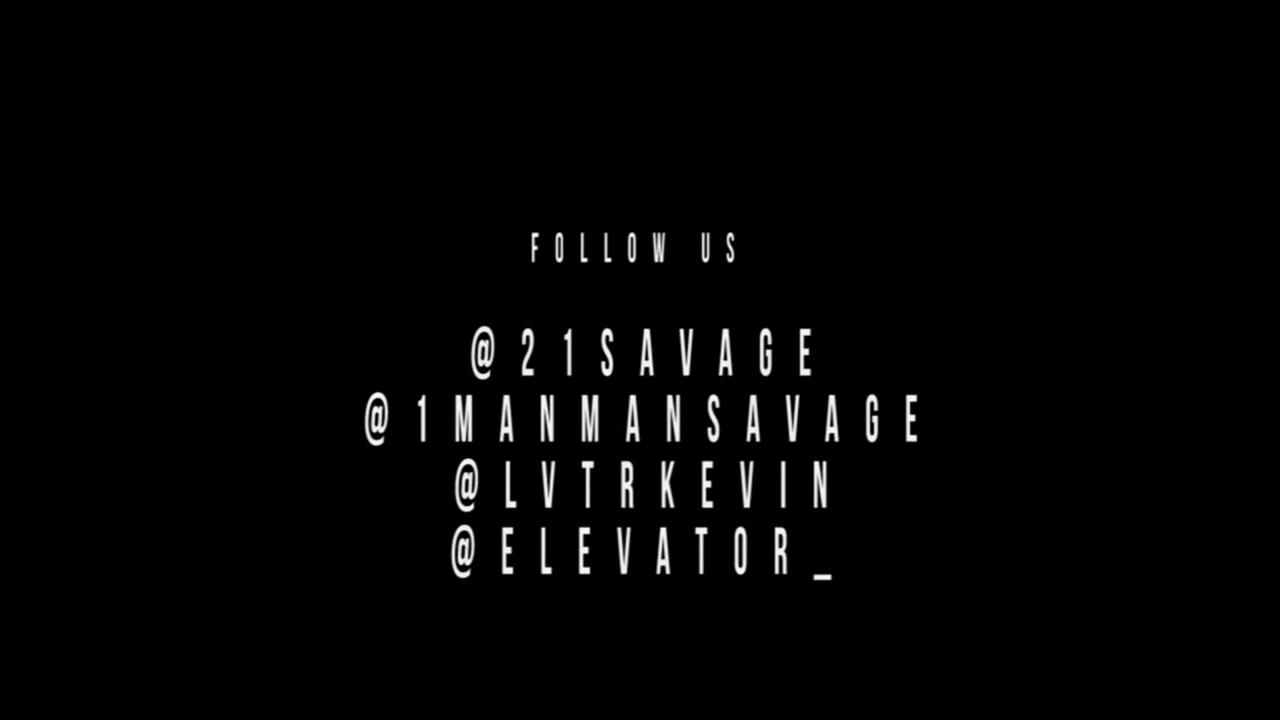 FOLLOW US
@21SAVAGE
@1MANMANSAVAGE
@LVTRKEVIN
@ELEVATOR_